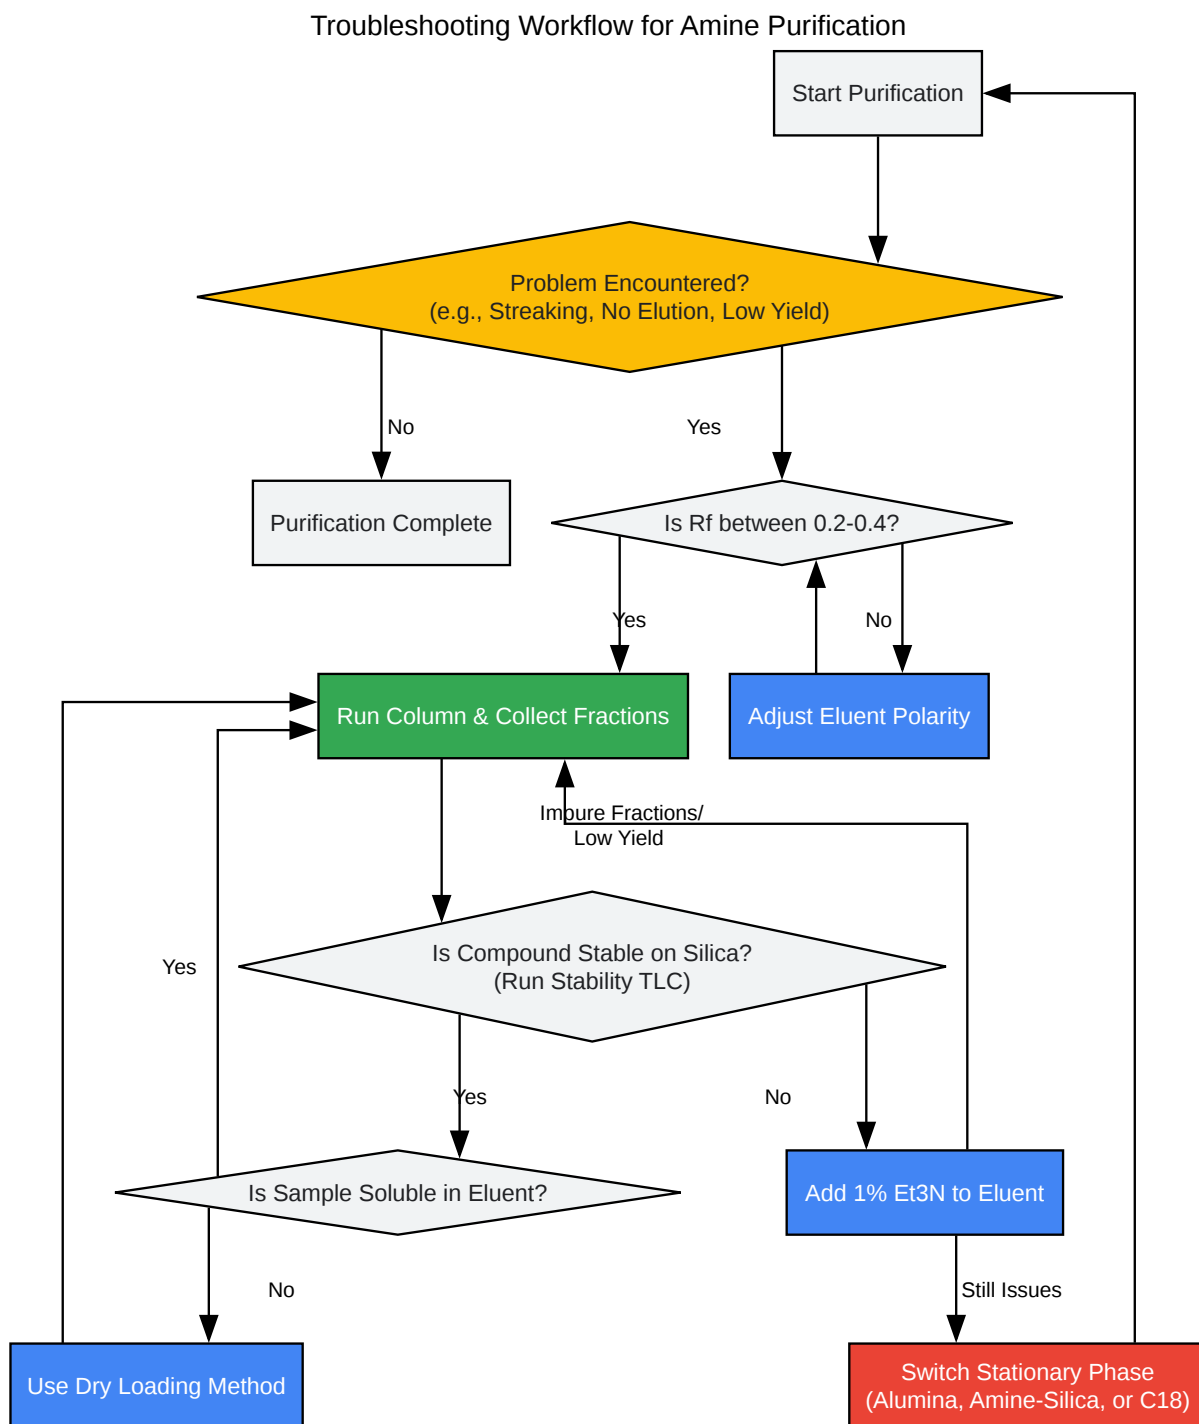 Troubleshooting Workflow for Amine Purification
Start Purification
Problem Encountered?
(e.g., Streaking, No Elution, Low Yield)
No
Yes
Purification Complete
Is Rf between 0.2-0.4?
Yes
No
Run Column & Collect Fractions
Adjust Eluent Polarity
Impure Fractions/
Low Yield
Is Compound Stable on Silica?
(Run Stability TLC)
Yes
Yes
No
Is Sample Soluble in Eluent?
Add 1% Et3N to Eluent
No
Still Issues
Use Dry Loading Method
Switch Stationary Phase
(Alumina, Amine-Silica, or C18)